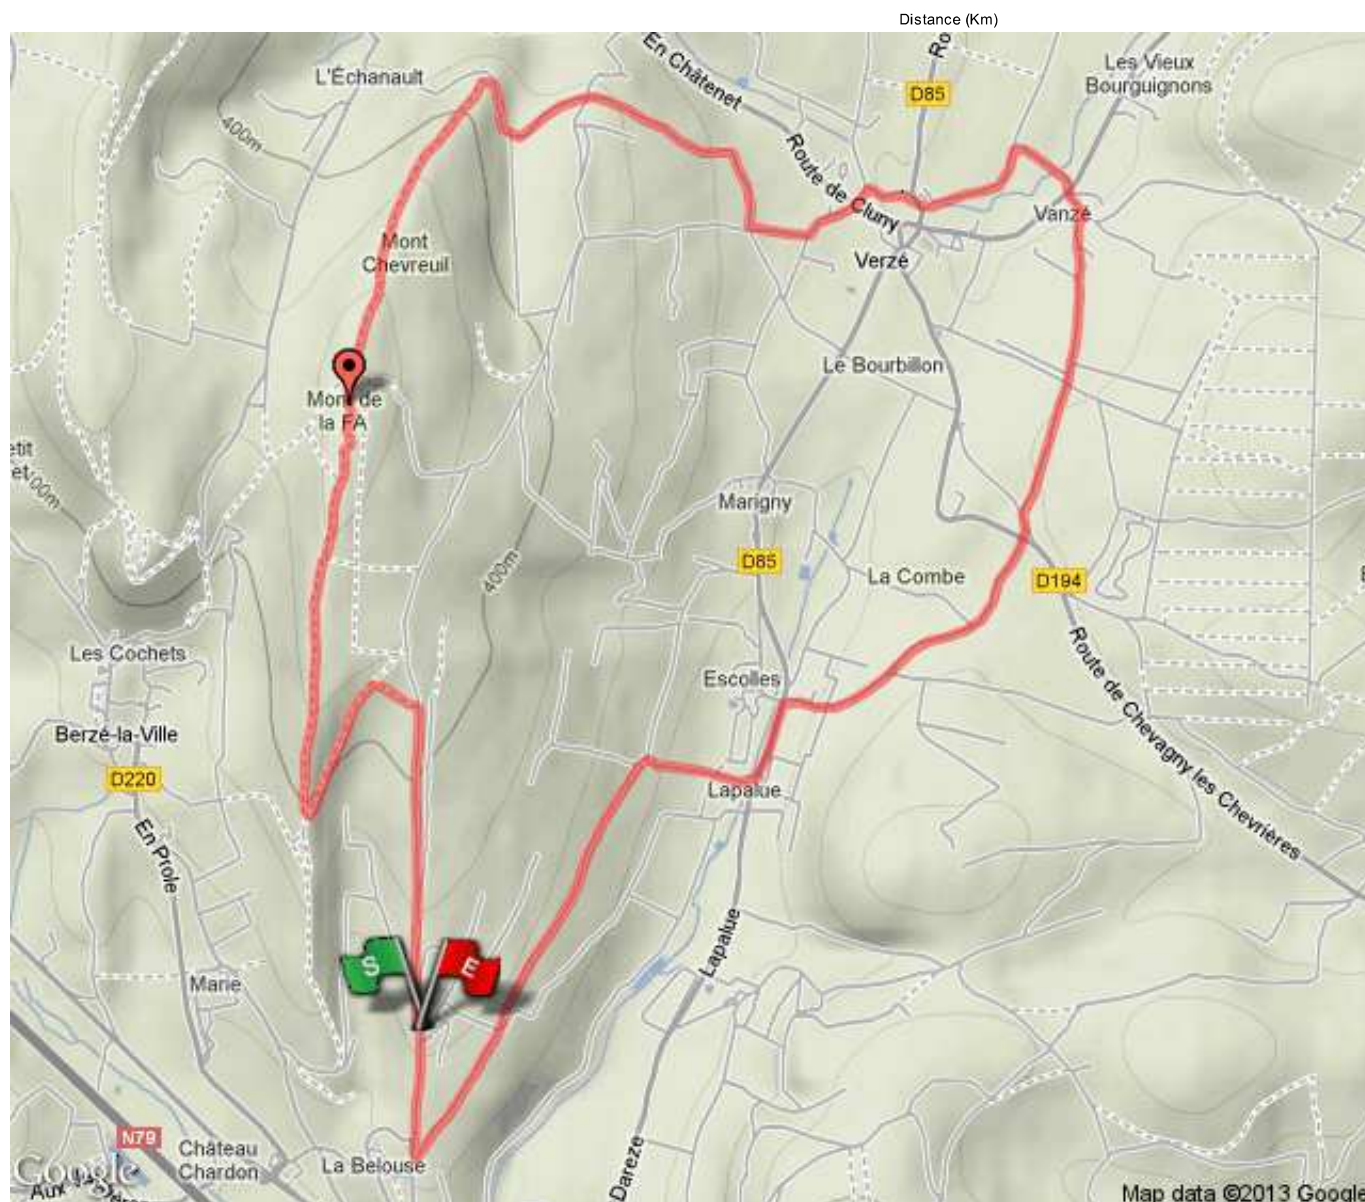 Distance (Km)
En Châtenet
Ro
Les Vieux
Bourguignons
L'Échanault
D85
400m
Route de Cluny
Vanzé
Mont
Chevreuil
Verzé
Le Bourbillon
Mont de
la FA
Marigny
D85
400m
La Combe
D194
Les Cochets
Escolles
Route de Chevagny les Chevrières
Berzé-la-Ville
D220
Lapalue
En Prole
Lapalue
S
E
Marie
N79
Château
Chardon
La Belouse
Dareze
Google
Map data ©2013 Google